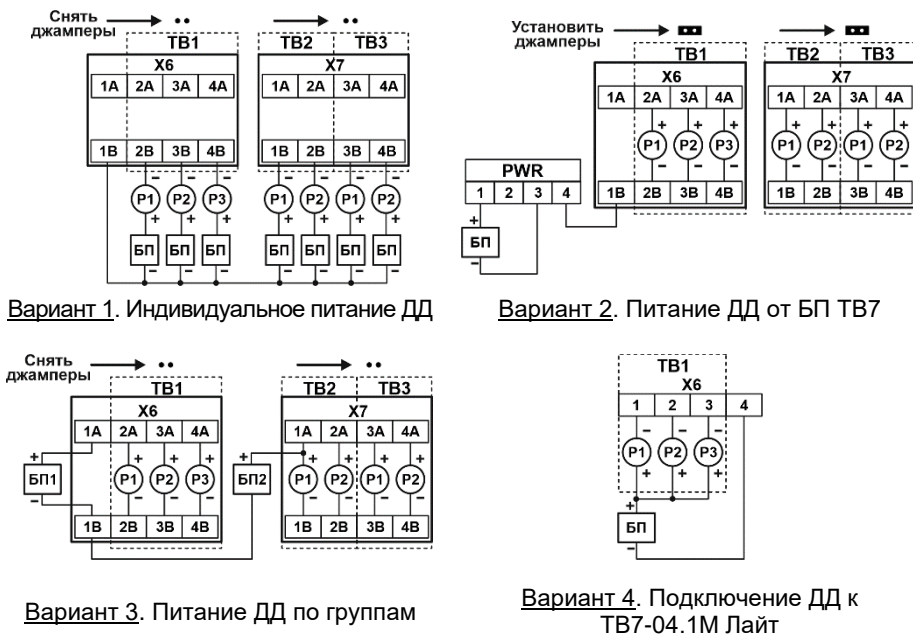 Снять
джамперы
ТВ1
X6
1A 2A 3A 4A
1B 2B 3B 4B
- - -
P1 P2 P3
+ + +
БП БП БП
- - -
ТВ2 ТВ3
X7
1A 2A 3A 4A
1B 2B 3B 4B
- - - -
P1 P2 P1 P2
+ + + +
БП БП БП БП
- - - -
Вариант 1. Индивидуальное питание ДД
Установить
джамперы
ТВ1
X6
1A 2A 3A 4A
+ + +
P1 P2 P3
- - -
1B 2B 3B 4B
PWR
1 2 3 4
+
БП
-
ТВ2 ТВ3
X7
1A 2A 3A 4A
+ + + +
P1 P2 P1 P2
- - - -
1B 2B 3B 4B
Вариант 2. Питание ДД от БП ТВ7
Снять
джамперы
ТВ1
X6
1A 2A 3A 4A
+
БП1
-
+ + +
P1 P2 P3
- - -
1B 2B 3B 4B
ТВ2 ТВ3
X7
1A 2A 3A 4A
+
БП2
-
+ + + +
P1 P2 P1 P2
- - - -
1B 2B 3B 4B
Вариант 3. Питание ДД по группам
ТВ1
X6
1 2 3 4
- - -
P1 P2 P3
+ + +
+
БП
-
Вариант 4. Подключение ДД к
ТВ7-04.1М Лайт